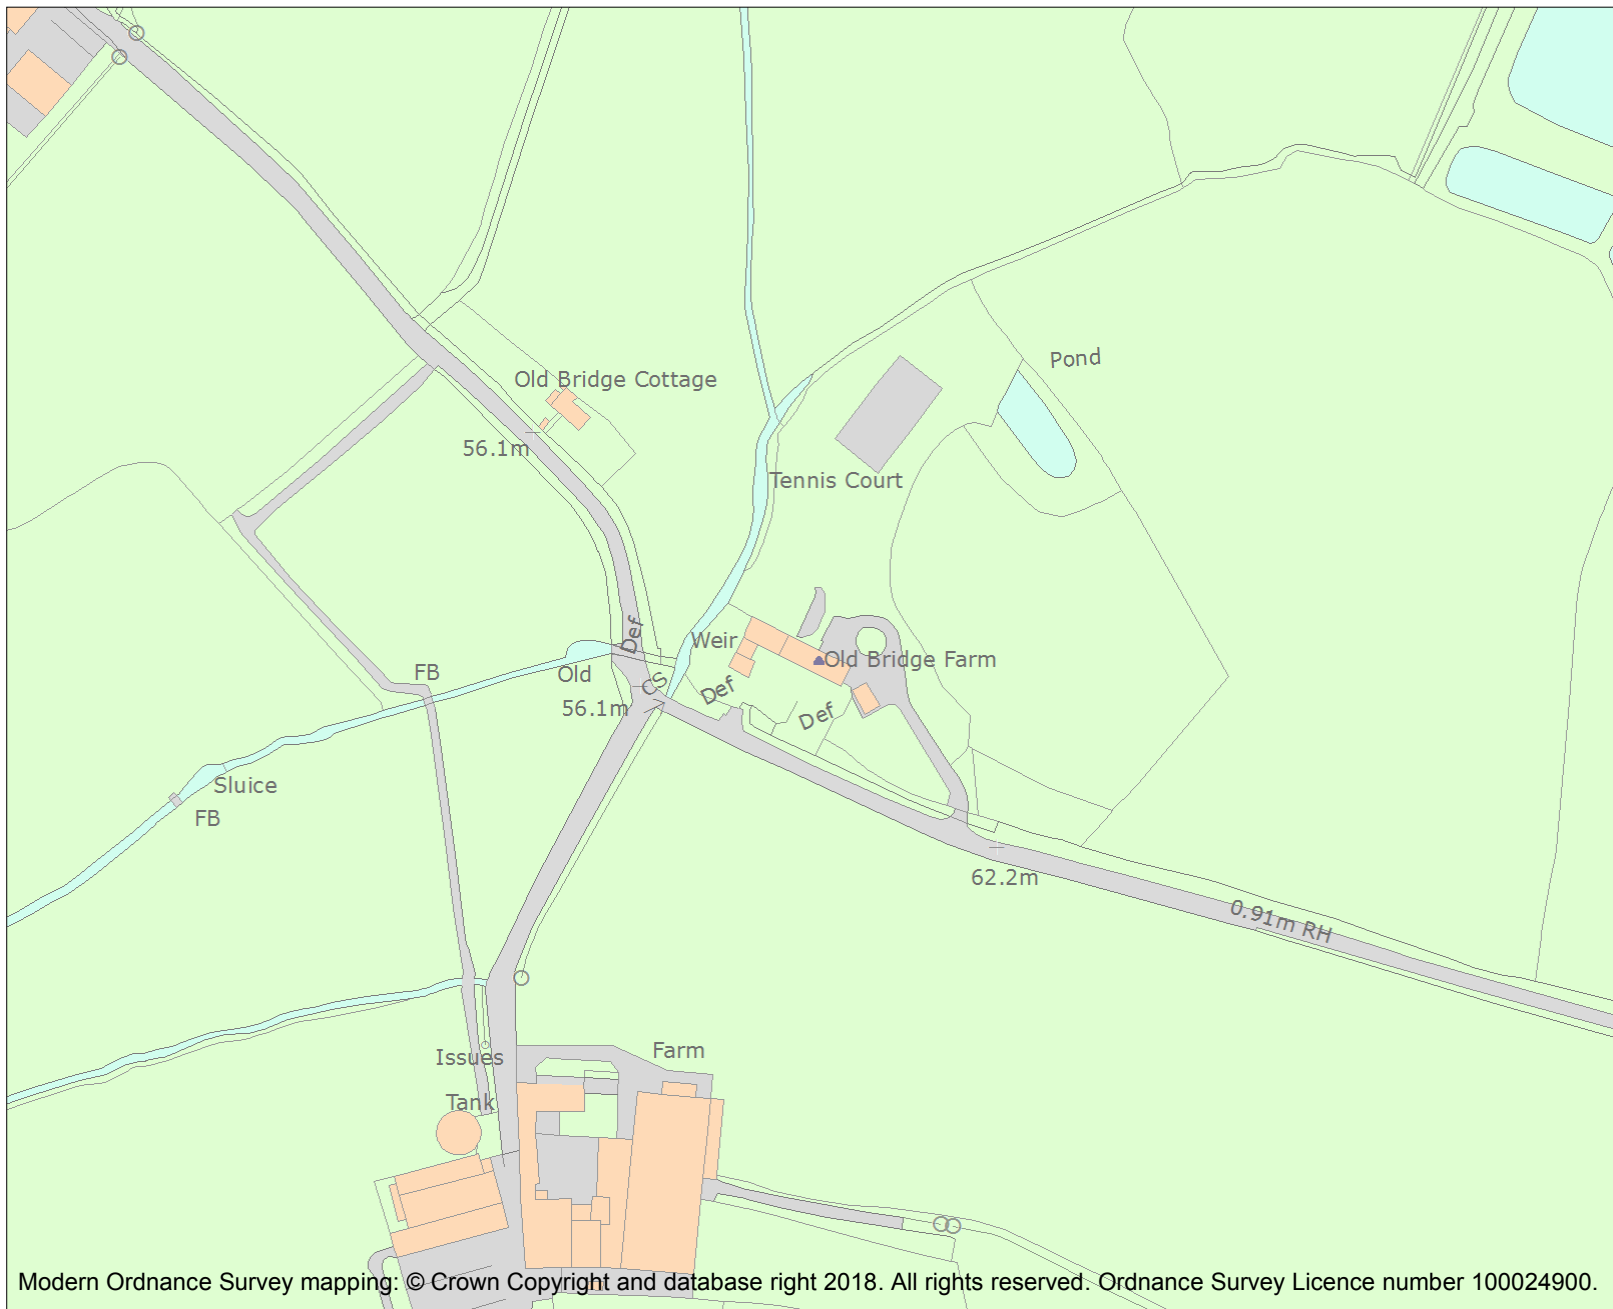 Pond
Old Bridge Cottage
56.1m
Tennis Court
Def
Weir
Old Bridge Farm
FB
Old
CS
Def
56.1m
Def
Sluice
FB
62.2m
0.91m RH
Farm
Issues
Tank
Modern Ordnance Survey mapping: © Crown Copyright and database right 2018. All rights reserved. Ordnance Survey Licence number 100024900.